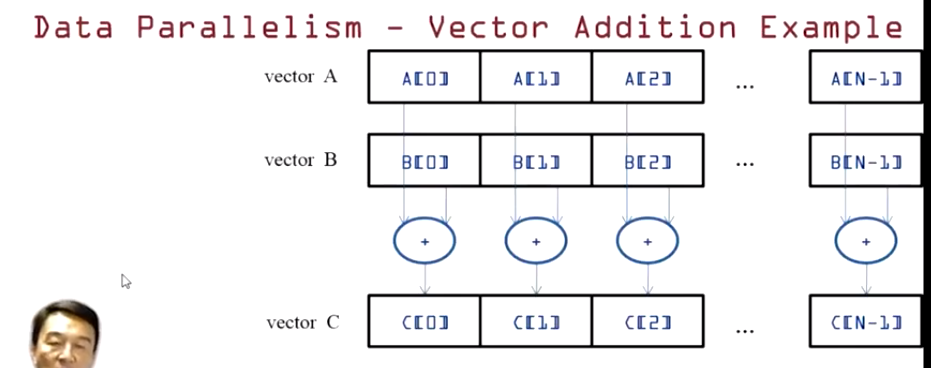 Data Parallelism – Vector Addition Example
vector A A[0] A[1] A[2] ... A[N-1]
vector B B[0] B[1] B[2] ... B[N-1]
+ + + +
vector C C[0] C[1] C[2] ... C[N-1]